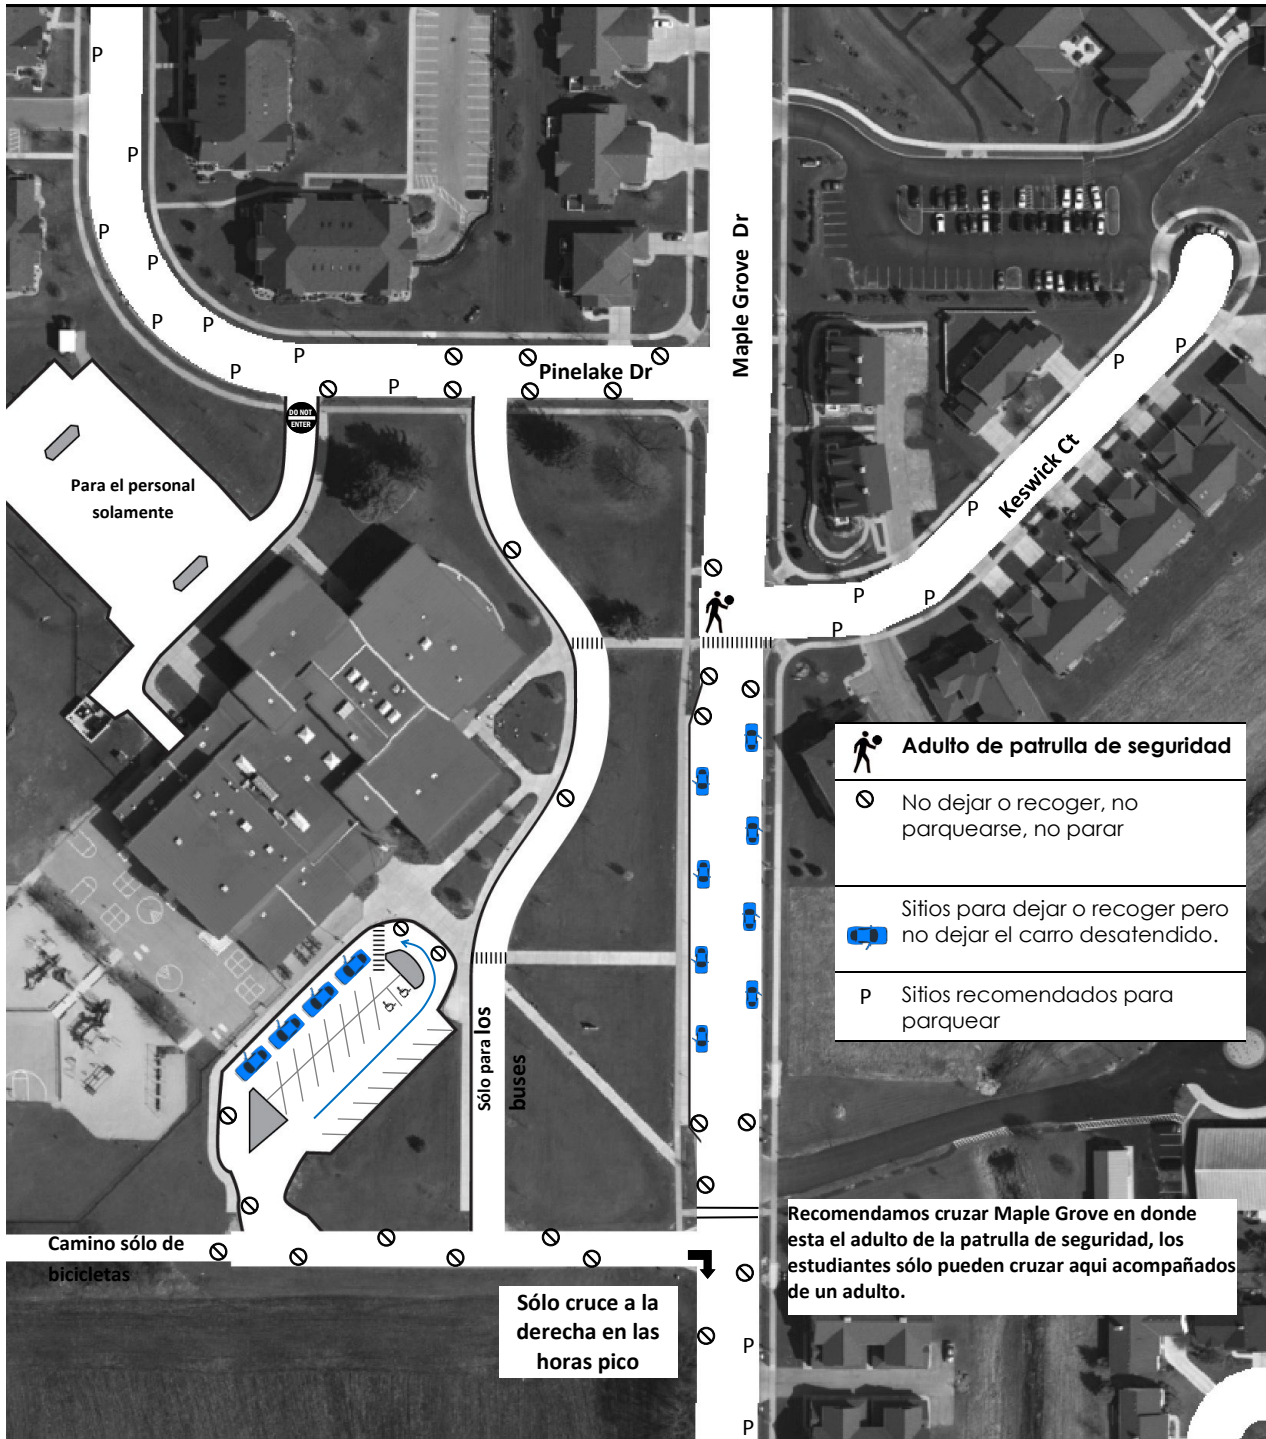 P
P
P
P
P
P
P
P
P
Pinelake Dr
P
Maple Grove Dr
DO NOT
ENTER
Para el personal
solamente
P
P
Keswick Ct
P
P
P
P
Adulto de patrulla de seguridad
No dejar o recoger, no
parquearse, no parar
Sitios para dejar o recoger pero
no dejar el carro desatendido.
P Sitios recomendados para
parquear
Sólo para los
buses
Recomendamos cruzar Maple Grove en donde
esta el adulto de la patrulla de seguridad, los
estudiantes sólo pueden cruzar aqui acompañados
de un adulto.
Camino sólo de
bicicletas
Sólo cruce a la
derecha en las
horas pico
P
P